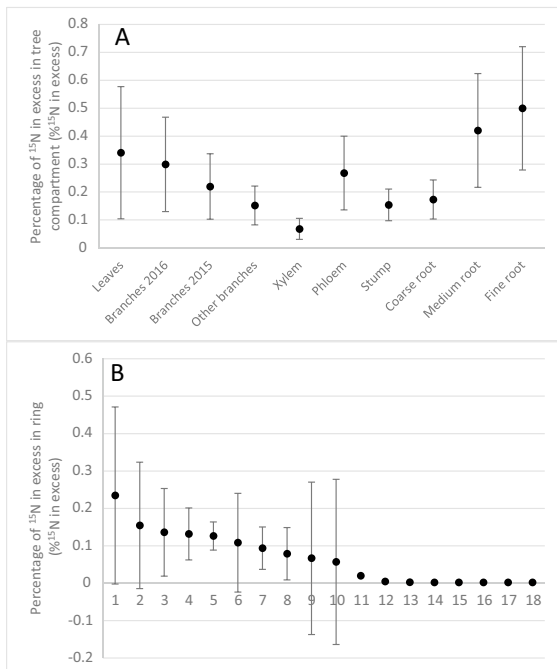 A
Percentage of ¹⁵N in excess in tree
compartment (%¹⁵N in excess)
0.8
0.7
0.6
0.5
0.4
0.3
0.2
0.1
0
Leaves
Branches 2016
Branches 2015
Other branches
Xylem
Phloem
Stump
Coarse root
Medium root
Fine root
B
Percentage of ¹⁵N in excess in ring
(%¹⁵N in excess)
0.6
0.5
0.4
0.3
0.2
0.1
0
-0.1
-0.2
1 2 3 4 5 6 7 8 9 10 11 12 13 14 15 16 17 18